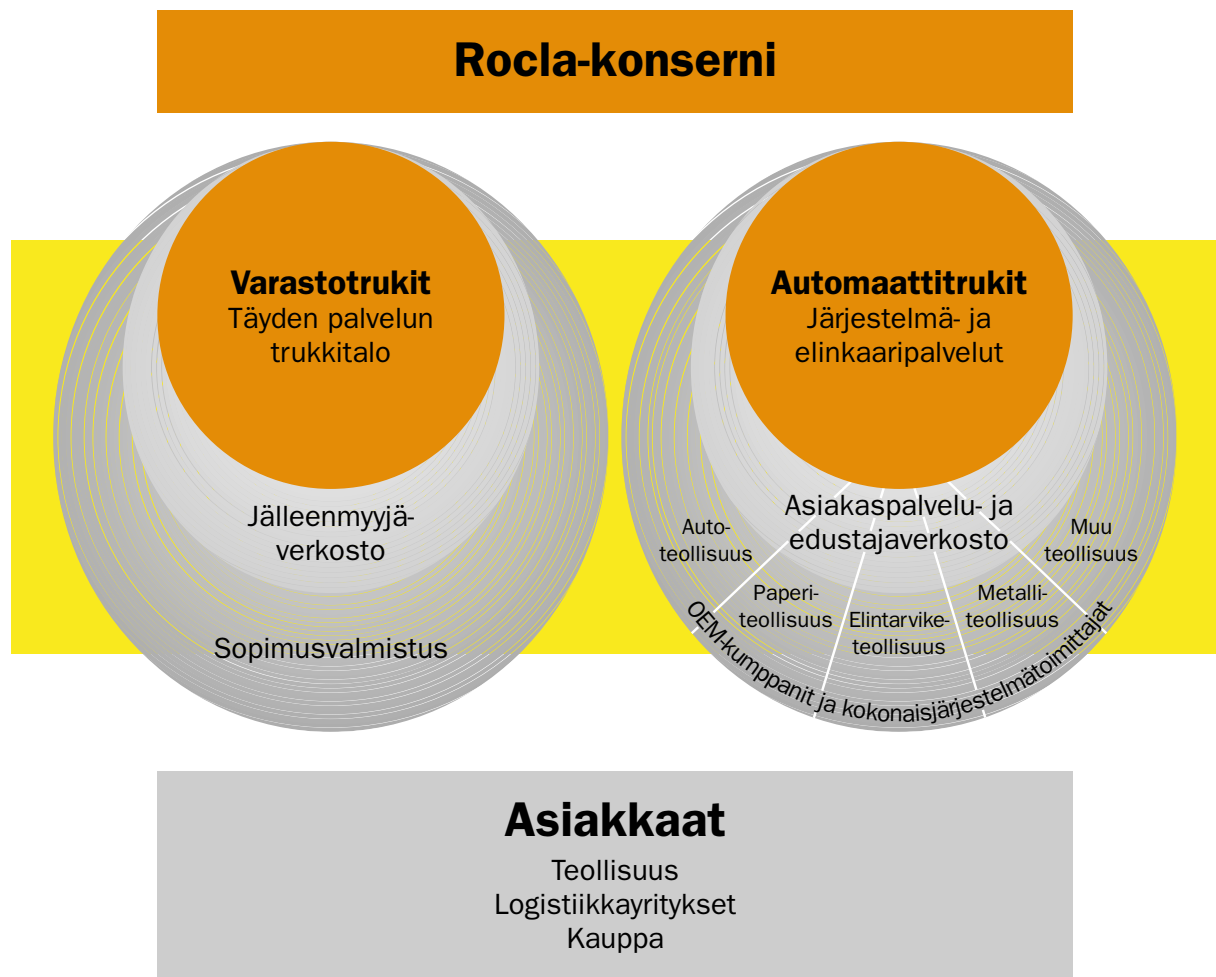 Rocla-konserni
Varastotrukit
Täyden palvelun
trukkitalo
Jälleenmyyjä-
verkosto
Sopimusvalmistus
Automaattitrukit
Järjestelmä- ja
elinkaaripalvelut
Asiakaspalvelu- ja
edustajaverkosto
Auto-
teollisuus
Paperi-
teollisuus
Elintarvike-
teollisuus
Metalli-
teollisuus
Muu
teollisuus
OEM-kumppanit ja kokonaisjärjestelmätoimittajat
Asiakkaat
Teollisuus
Logistiikkayritykset
Kauppa